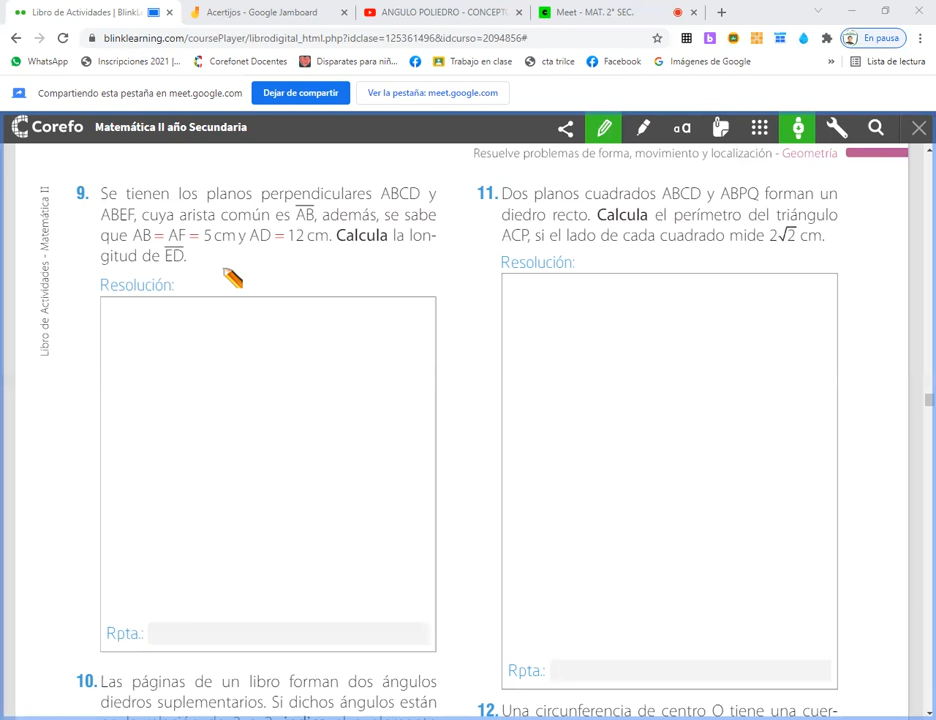 Libro de Actividades | BlinkL
Acertijos - Google Jamboard
ANGULO POLIEDRO - CONCEPT
Meet - MAT. 2° SEC.
blinklearning.com/coursePlayer/librodigital_html.php?idclase=125361496&idcurso=2094856#
En pausa
WhatsApp
Inscripciones 2021 |...
Corefonet Docentes
Disparates para niñ...
Trabajo en clase
cta trilce
Facebook
Imágenes de Google
»
Lista de lectura
Compartiendo esta pestaña en meet.google.com
Dejar de compartir
Ver la pestaña: meet.google.com
Corefo
Matemática II año Secundaria
aa
Resuelve problemas de forma, movimiento y localización - Geometría
Libro de Actividades - Matemática II
9. Se tienen los planos perpendiculares ABCD y
ABEF, cuya arista común es A̅B̅, además, se sabe
que AB = AF = 5 cm y AD = 12 cm. Calcula la lon-
gitud de E̅D̅.
Resolución:
Rpta.:
10. Las páginas de un libro forman dos ángulos
diedros suplementarios. Si dichos ángulos están
11. Dos planos cuadrados ABCD y ABPQ forman un
diedro recto. Calcula el perímetro del triángulo
ACP, si el lado de cada cuadrado mide 2√2 cm.
Resolución:
Rpta.:
12. Una circunferencia de centro O tiene una cuer-